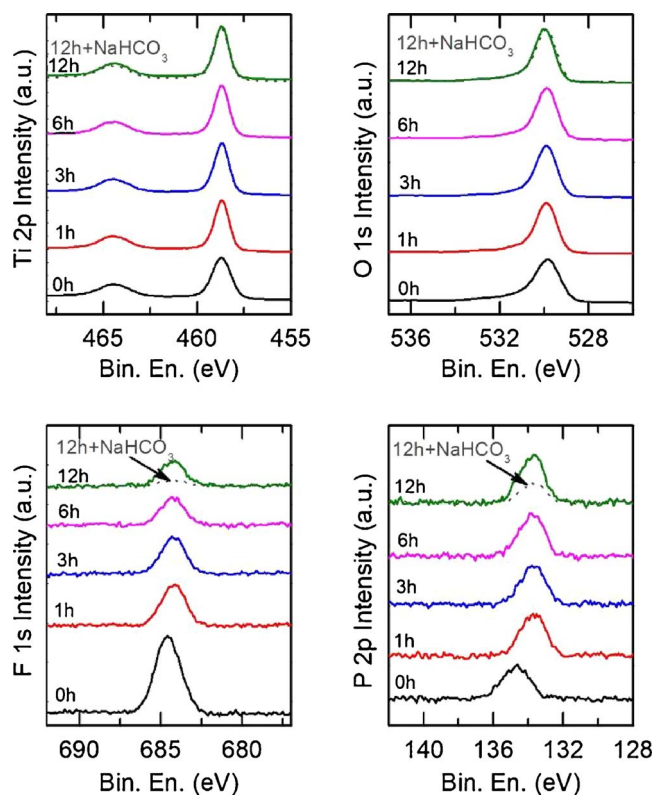 12h+NaHCO3
12h
6h
3h
1h
0h
Ti 2p Intensity (a.u.)
465 460 455
Bin. En. (eV)
12h+NaHCO3
12h
6h
3h
1h
0h
O 1s Intensity (a.u.)
536 532 528
Bin. En. (eV)
12h+NaHCO3
12h
6h
3h
1h
0h
F 1s Intensity (a.u.)
690 685 680
Bin. En. (eV)
12h+NaHCO3
12h
6h
3h
1h
0h
P 2p Intensity (a.u.)
140 136 132 128
Bin. En. (eV)